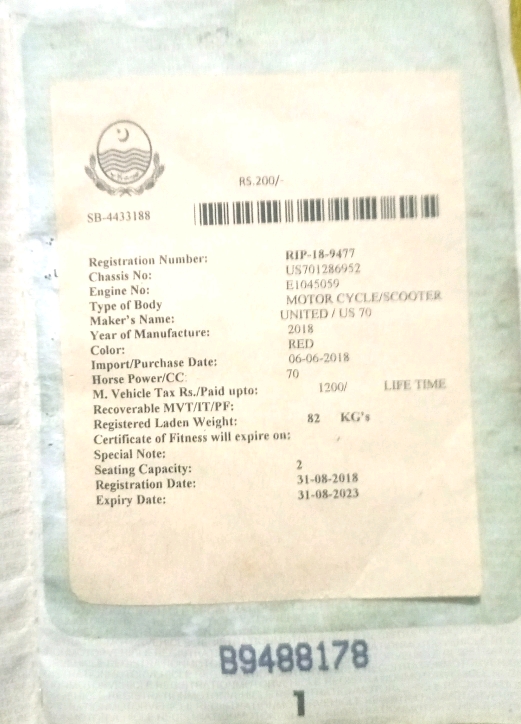 RS.200/-
SB-4433188
Registration Number: RIP-18-9477
Chassis No: US701286952
Engine No: E1045059
Type of Body MOTOR CYCLE/SCOOTER
Maker's Name: UNITED / US 70
Year of Manufacture: 2018
Color: RED
Import/Purchase Date: 06-06-2018
Horse Power/CC 70
M. Vehicle Tax Rs./Paid upto: 1200/ LIFE TIME
Recoverable MVT/IT/PF:
Registered Laden Weight: 82 KG's
Certificate of Fitness will expire on:
Special Note:
Seating Capacity: 2
Registration Date: 31-08-2018
Expiry Date: 31-08-2023
B9488178
1